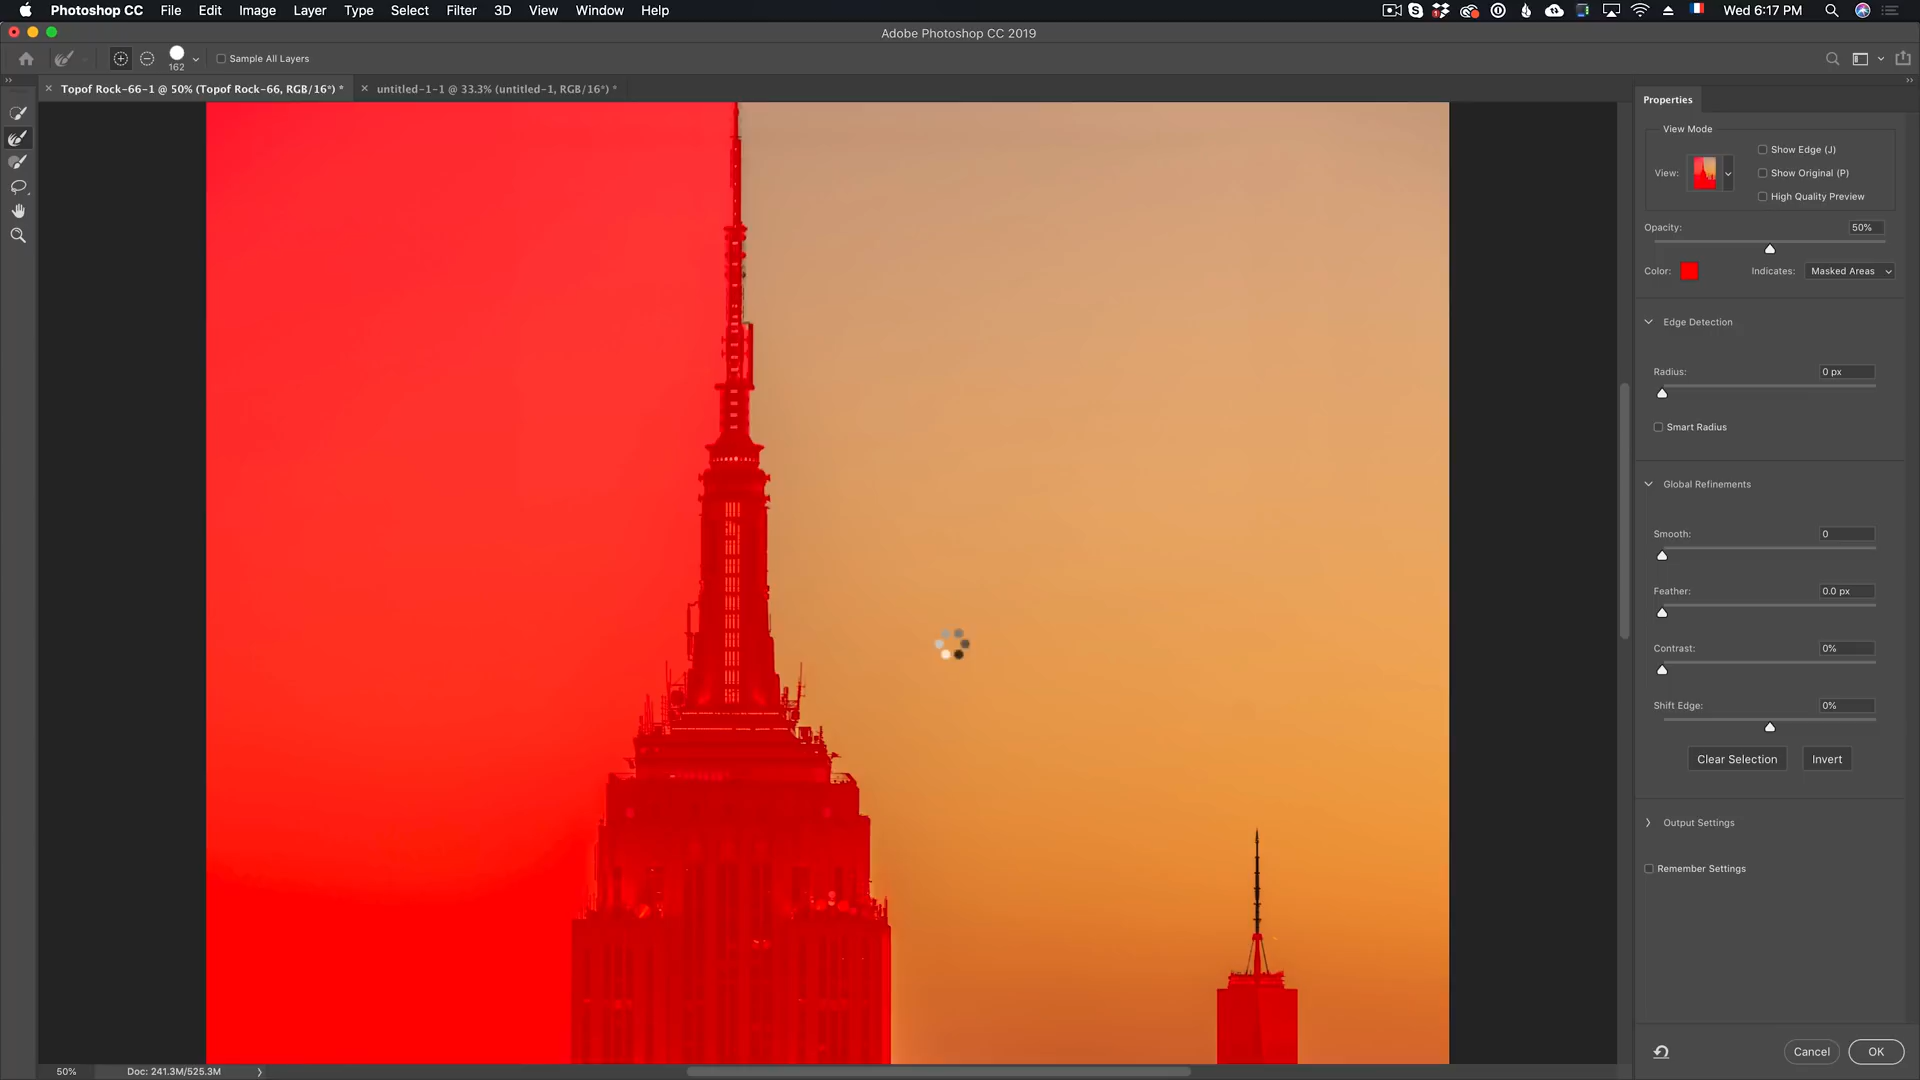 Photoshop CC File Edit Image Layer Type Select Filter 3D View Window Help Wed 6:17 PM
Adobe Photoshop CC 2019
162 Sample All Layers
Topof Rock-66-1 @ 50% (Topof Rock-66, RGB/16*) * untitled-1-1 @ 33.3% (untitled-1, RGB/16*) *
Properties
View Mode
Show Edge (J)
View: Show Original (P)
High Quality Preview
Opacity: 50%
Color: Indicates: Masked Areas
Edge Detection
Radius: 0 px
Smart Radius
Global Refinements
Smooth: 0
Feather: 0.0 px
Contrast: 0%
Shift Edge: 0%
Clear Selection Invert
Output Settings
Remember Settings
Cancel OK
50% Doc: 241.3M/525.3M